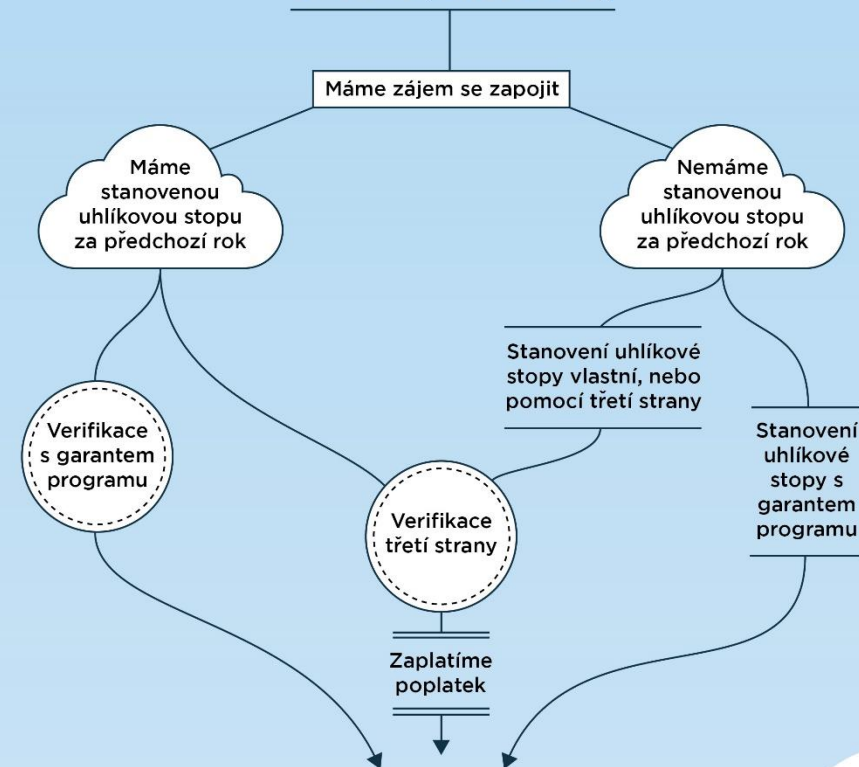 Máme zájem se zapojit
Máme
stanovenou
uhlíkovou stopu
za předchozí rok
Nemáme
stanovenou
uhlíkovou stopu
za předchozí rok
Stanovení uhlíkové
stopy vlastní, nebo
pomocí třetí strany
Verifikace
s garantem
programu
Stanovení
uhlíkové
stopy s
garantem
programu
Verifikace
třetí strany
Zaplatíme
poplatek